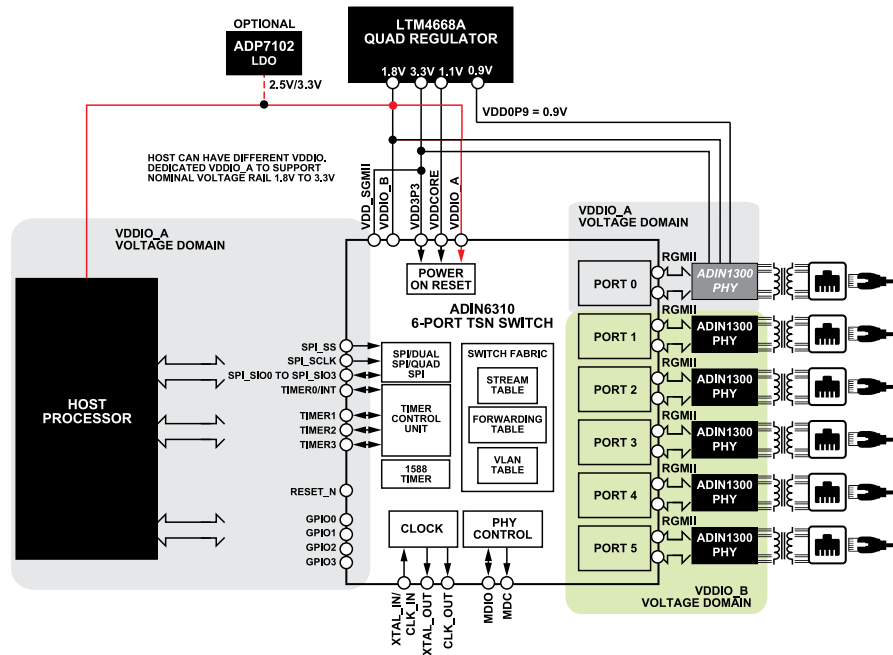 OPTIONAL
ADP7102
LDO
2.5V/3.3V
LTM4668A
QUAD REGULATOR
1.8V 3.3V 1.1V 0.9V
VDD0P9 = 0.9V
HOST CAN HAVE DIFFERENT VDDIO.
DEDICATED VDDIO_A TO SUPPORT
NOMINAL VOLTAGE RAIL 1.8V TO 3.3V
VDD_SGMII
VDDIO_B
VDD3P3
VDDCORE
VDDIO_A
VDDIO_A
VOLTAGE DOMAIN
VDDIO_A
VOLTAGE DOMAIN
POWER
ON RESET
ADIN6310
6-PORT TSN SWITCH
HOST
PROCESSOR
SPI_SS
SPI_SCLK
SPI_SIO0 TO SPI_SIO3
TIMER0/INT
TIMER1
TIMER2
TIMER3
RESET_N
GPIO0
GPIO1
GPIO2
GPIO3
SPI/DUAL
SPI/QUAD
SPI
TIMER
CONTROL
UNIT
1588
TIMER
SWITCH FABRIC
STREAM
TABLE
FORWARDING
TABLE
VLAN
TABLE
CLOCK
PHY
CONTROL
XTAL_IN/
CLK_IN
XTAL_OUT
CLK_OUT
MDIO
MDC
PORT 0
RGMII
ADIN1300
PHY
PORT 1
RGMII
ADIN1300
PHY
PORT 2
RGMII
ADIN1300
PHY
PORT 3
RGMII
ADIN1300
PHY
PORT 4
RGMII
ADIN1300
PHY
PORT 5
RGMII
ADIN1300
PHY
VDDIO_B
VOLTAGE DOMAIN